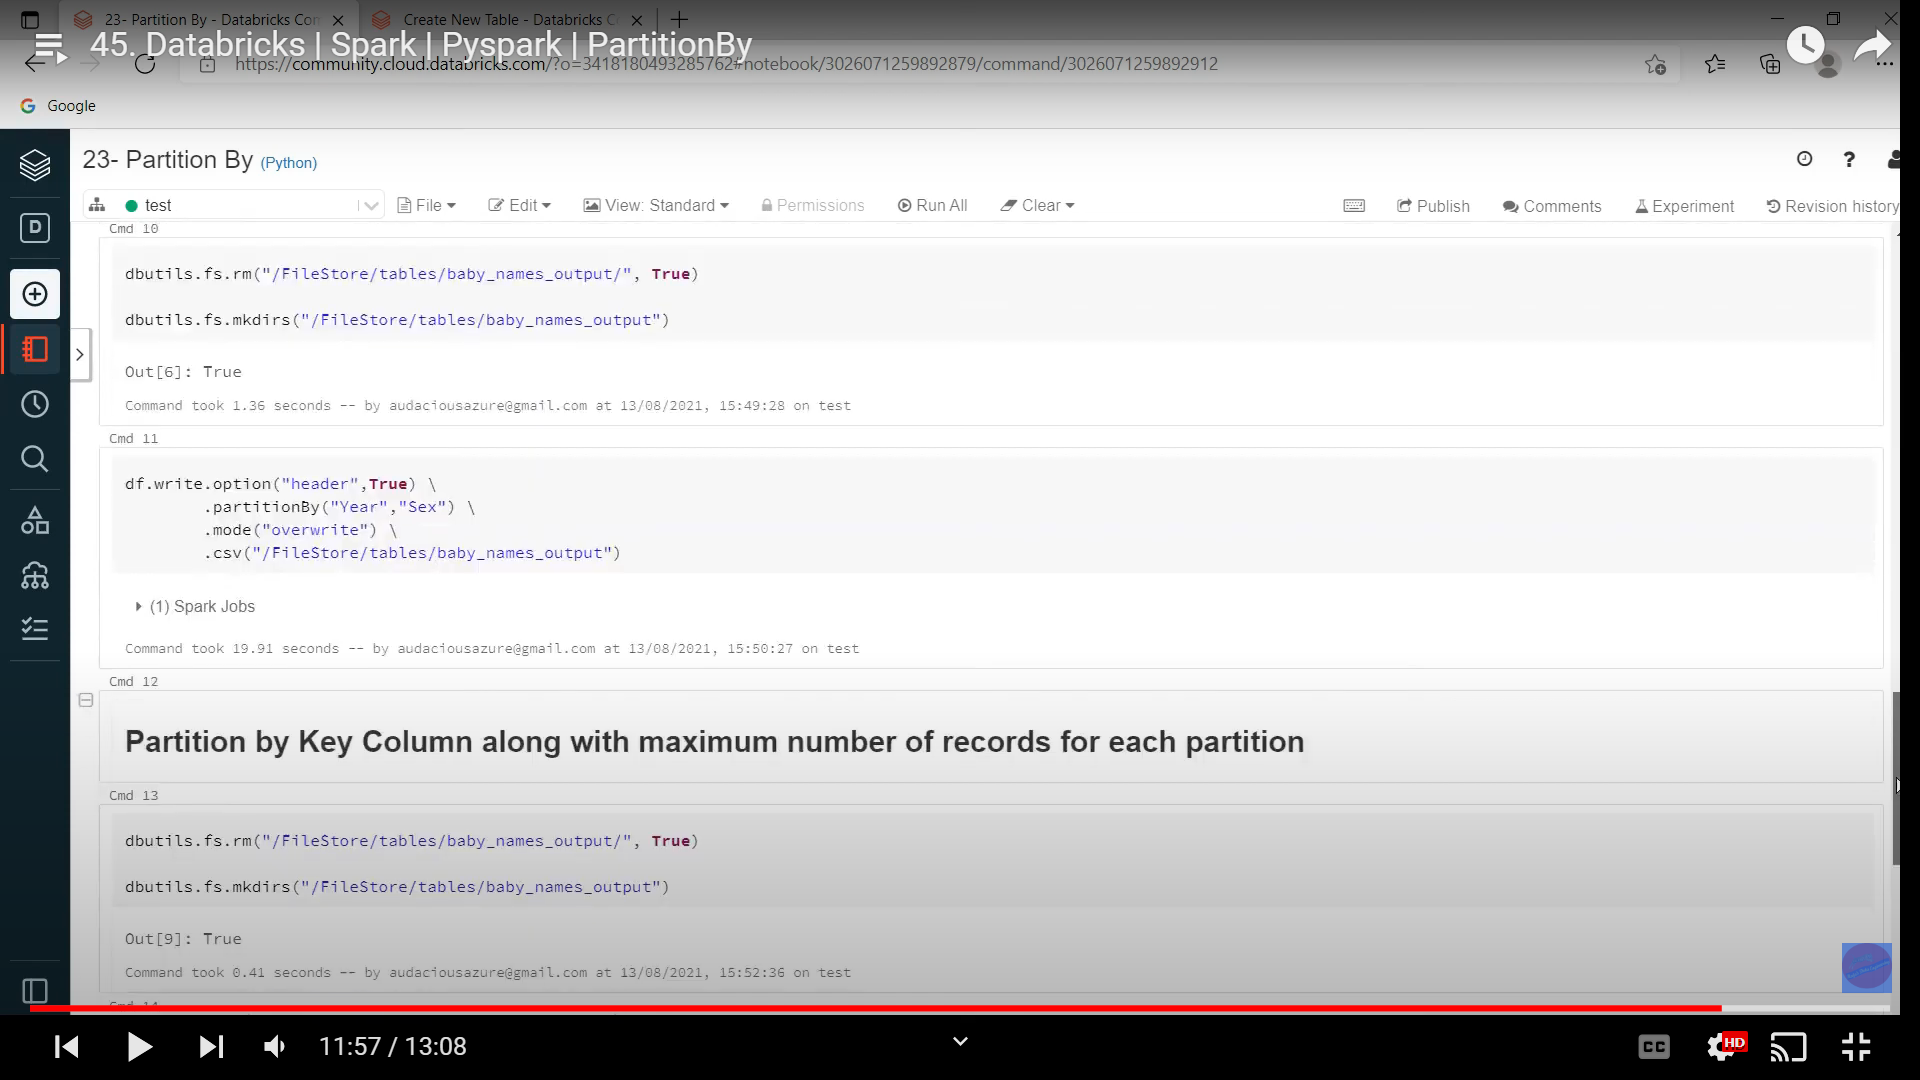 23- Partition By - Databricks Com
Create New Table - Databricks C
45. Databricks | Spark | Pyspark | PartitionBy
https://community.cloud.databricks.com/?o=3418180493285762#notebook/3026071259892879/command/3026071259892912
Google
23- Partition By (Python)
test
File
Edit
View: Standard
Permissions
Run All
Clear
Publish
Comments
Experiment
Revision history
D
Cmd 10
dbutils.fs.rm("/FileStore/tables/baby_names_output/", True)
dbutils.fs.mkdirs("/FileStore/tables/baby_names_output")
Out[6]: True
Command took 1.36 seconds -- by audaciousazure@gmail.com at 13/08/2021, 15:49:28 on test
Cmd 11
df.write.option("header",True) \
.partitionBy("Year","Sex") \
.mode("overwrite") \
.csv("/FileStore/tables/baby_names_output")
(1) Spark Jobs
Command took 19.91 seconds -- by audaciousazure@gmail.com at 13/08/2021, 15:50:27 on test
Cmd 12
Partition by Key Column along with maximum number of records for each partition
Cmd 13
dbutils.fs.rm("/FileStore/tables/baby_names_output/", True)
dbutils.fs.mkdirs("/FileStore/tables/baby_names_output")
Out[9]: True
Command took 0.41 seconds -- by audaciousazure@gmail.com at 13/08/2021, 15:52:36 on test
Cmd 14
11:57 / 13:08
CC
HD